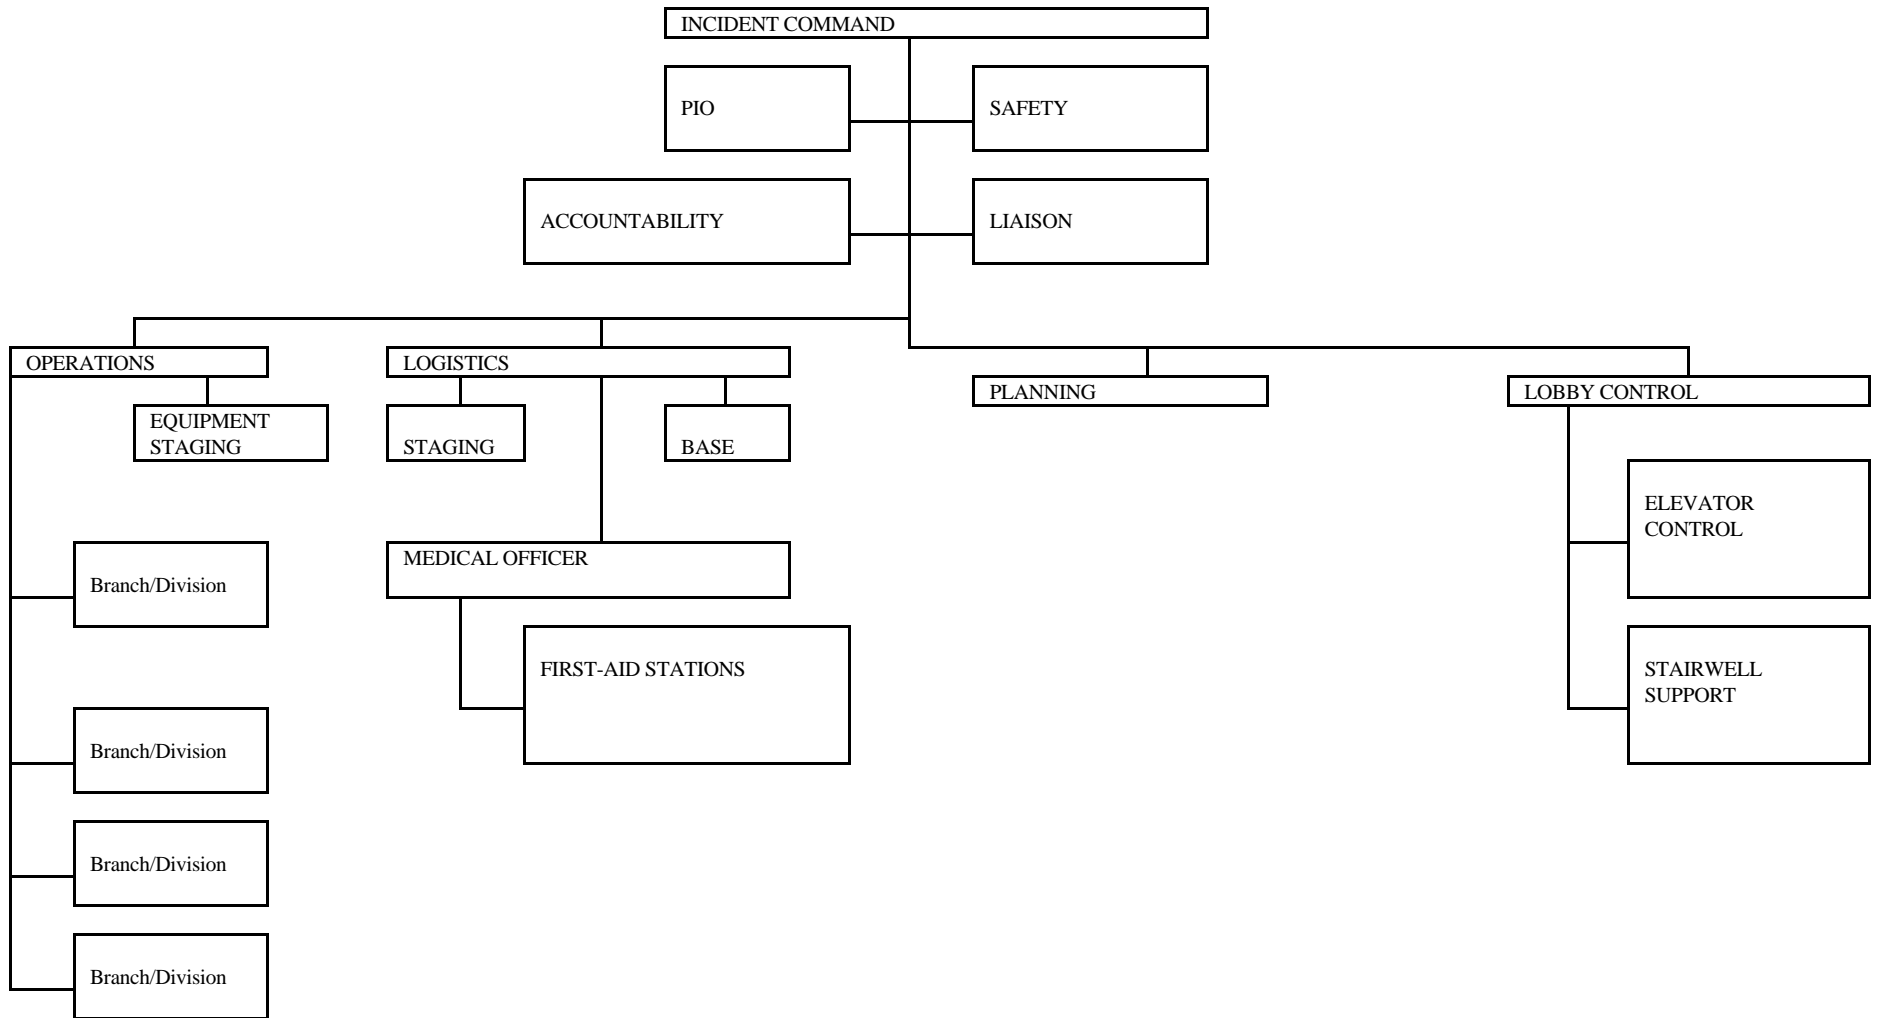 INCIDENT COMMAND
PIO
SAFETY
ACCOUNTABILITY
LIAISON
OPERATIONS
LOGISTICS
PLANNING
LOBBY CONTROL
EQUIPMENT
STAGING
STAGING
BASE
ELEVATOR
CONTROL
Branch/Division
MEDICAL OFFICER
FIRST-AID STATIONS
STAIRWELL
SUPPORT
Branch/Division
Branch/Division
Branch/Division